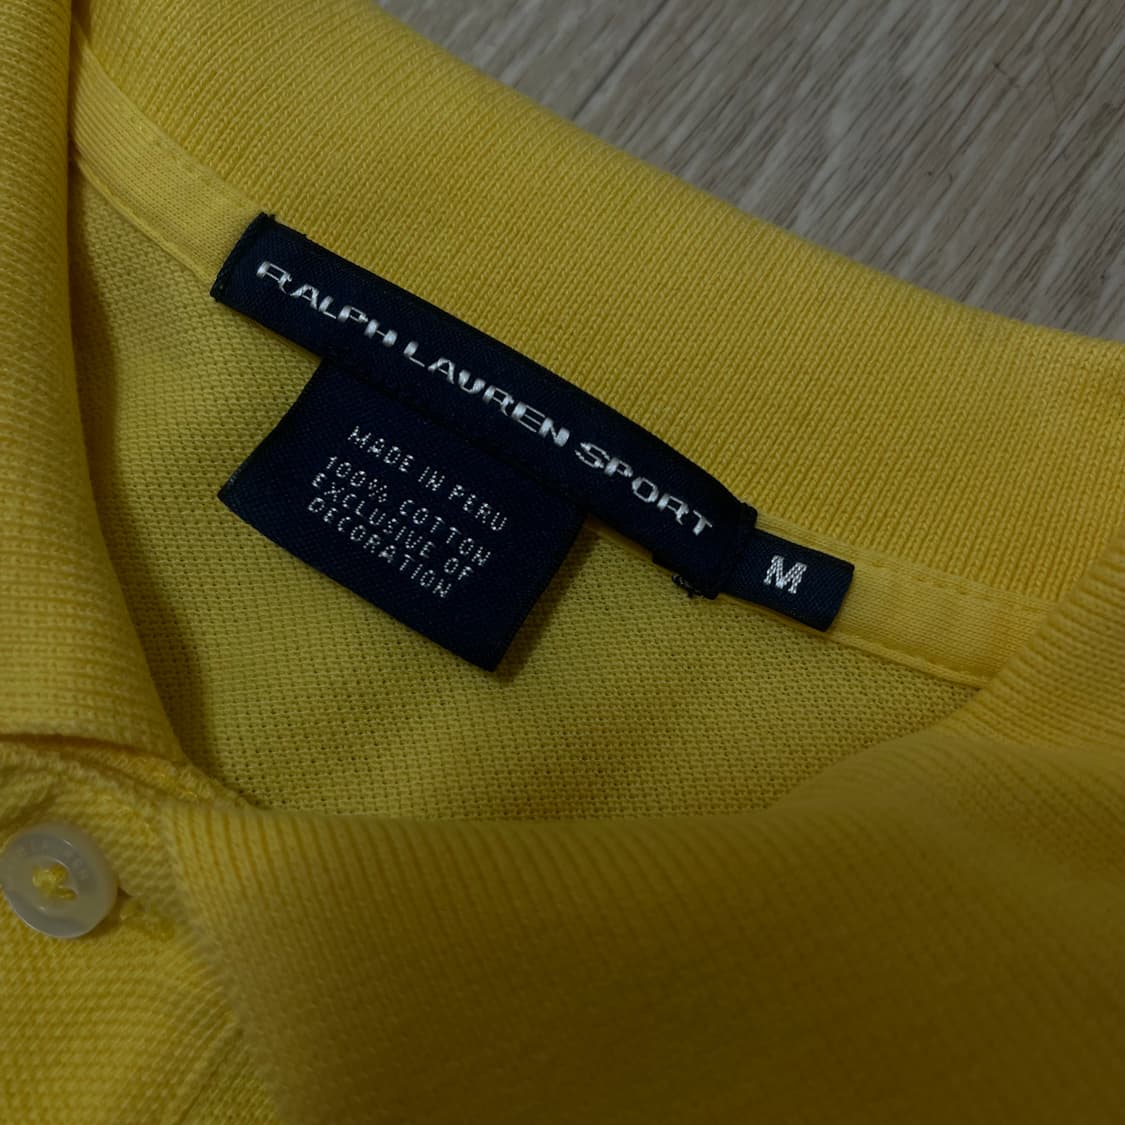 RALPH LAUREN SPORT
M
MADE IN PERU
100% COTTON
EXCLUSIVE OF
DECORATION